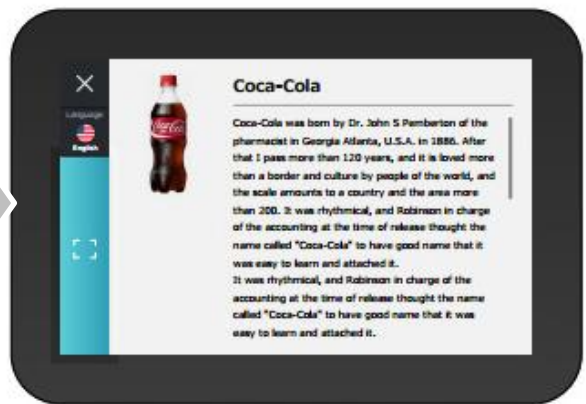 Language
English
Coca-Cola
Coca-Cola
Coca-Cola was born by Dr. John S Pemberton of the
pharmacist in Georgia Atlanta, U.S.A. in 1886. After
that I pass more than 120 years, and it is loved more
than a border and culture by people of the world, and
the scale amounts to a country and the area more
than 200. It was rhythmical, and Robinson in charge
of the accounting at the time of release thought the
name called "Coca-Cola" to have good name that it
was easy to learn and attached it.
It was rhythmical, and Robinson in charge of the
accounting at the time of release thought the name
called "Coca-Cola" to have good name that it was
easy to learn and attached it.